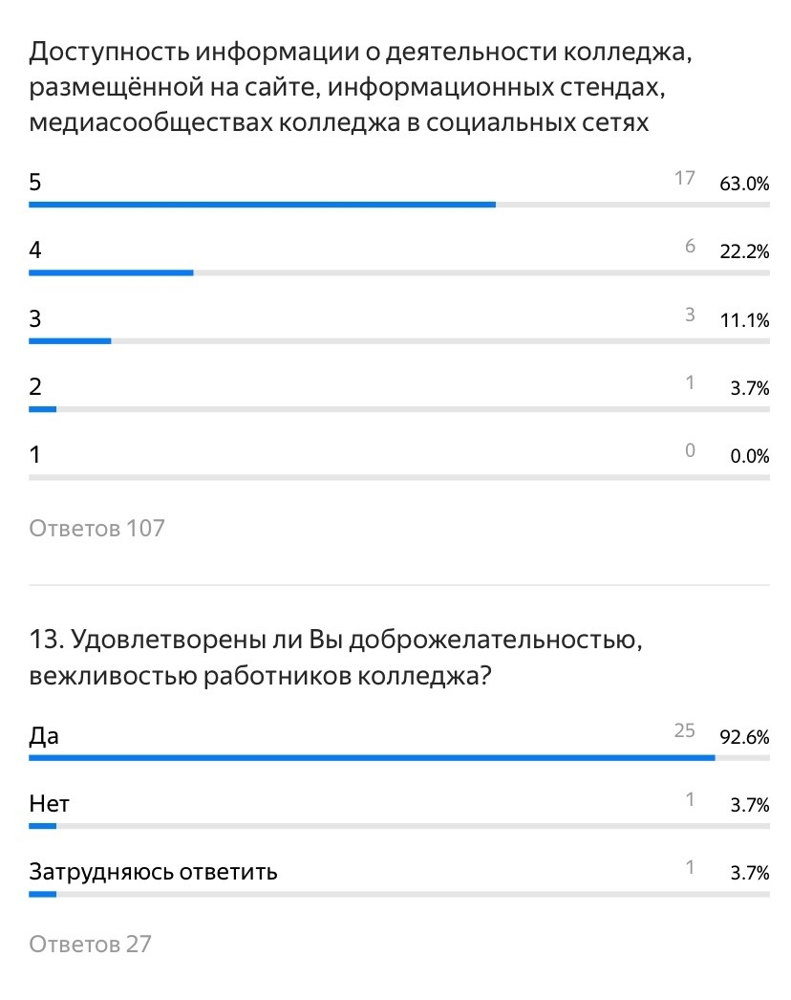 Доступность информации о деятельности колледжа,
размещённой на сайте, информационных стендах,
медиасообществах колледжа в социальных сетях
5 17 63.0%
4 6 22.2%
3 3 11.1%
2 1 3.7%
1 0 0.0%
Ответов 107
13. Удовлетворены ли Вы доброжелательностью,
вежливостью работников колледжа?
Да 25 92.6%
Нет 1 3.7%
Затрудняюсь ответить 1 3.7%
Ответов 27